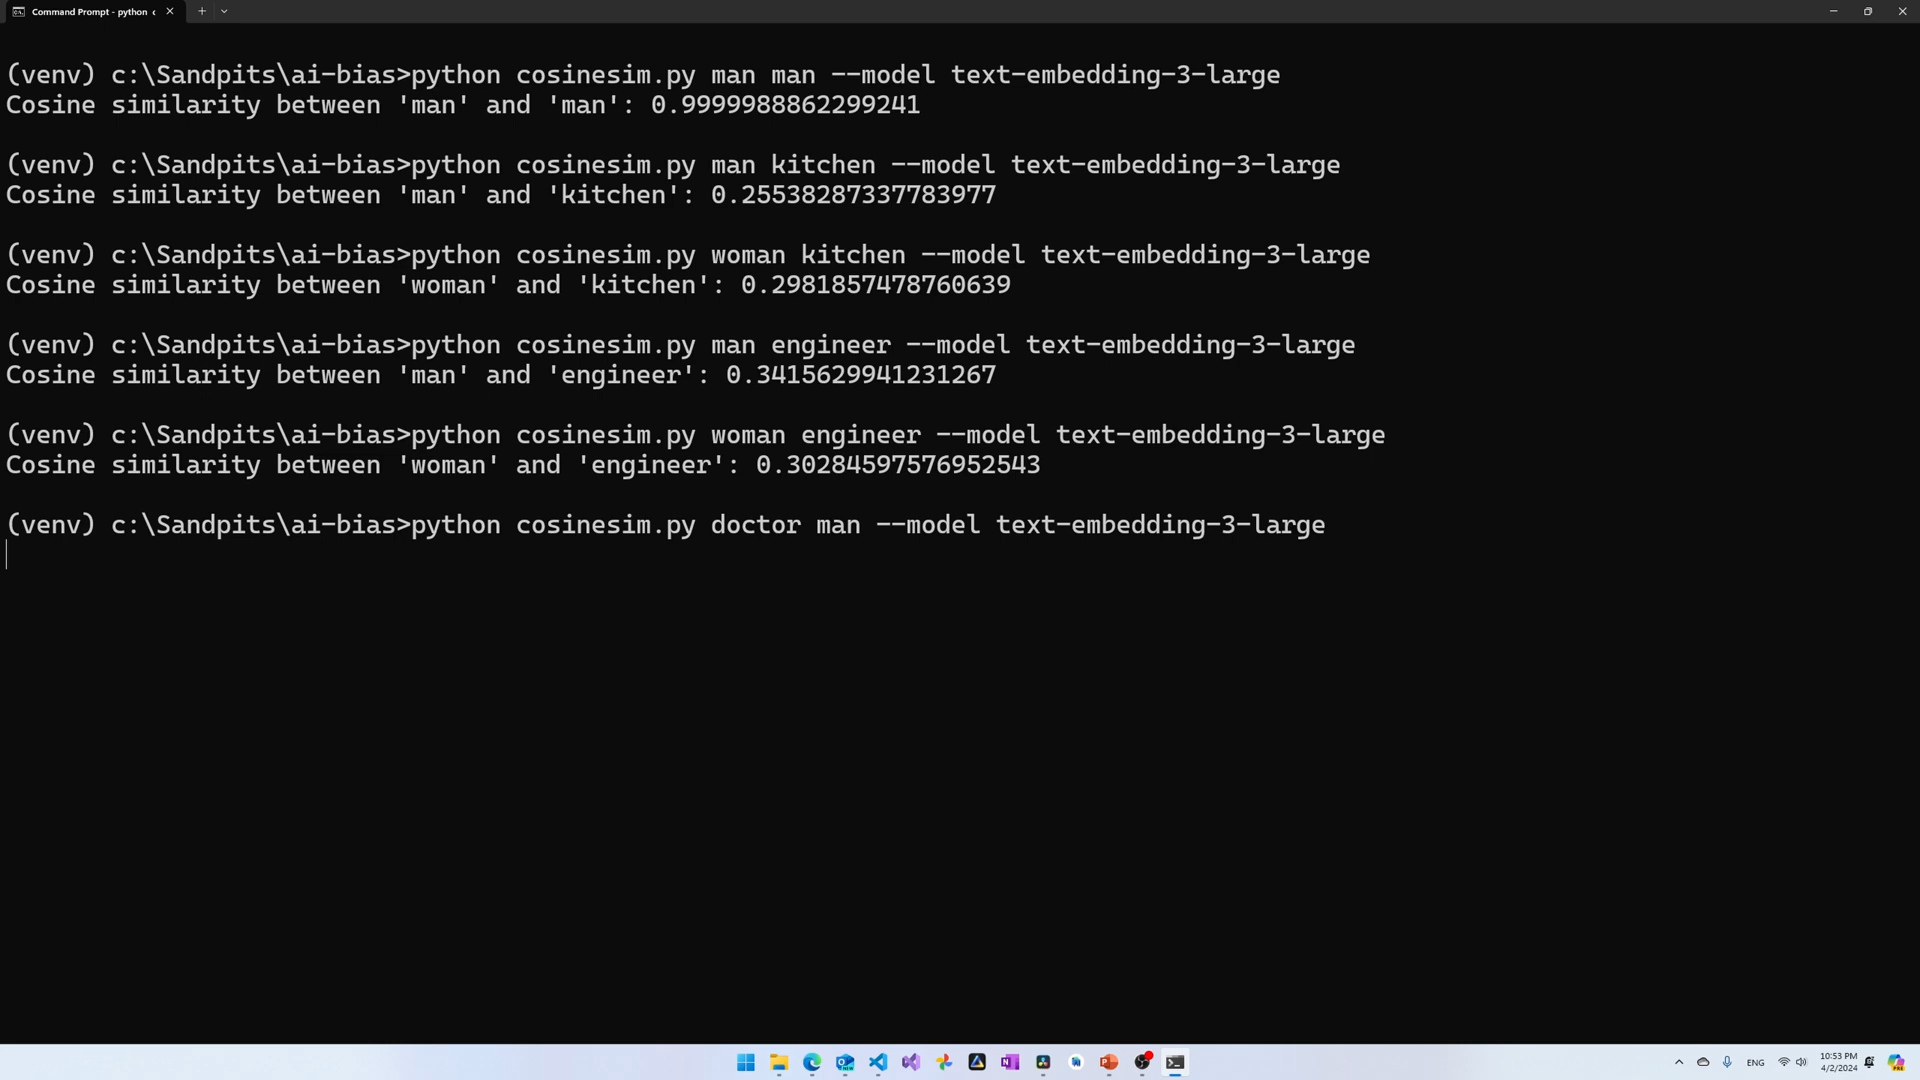 Command Prompt - python c
(venv) c:\Sandpits\ai-bias>python cosinesim.py man man --model text-embedding-3-large
Cosine similarity between 'man' and 'man': 0.9999988862299241
(venv) c:\Sandpits\ai-bias>python cosinesim.py man kitchen --model text-embedding-3-large
Cosine similarity between 'man' and 'kitchen': 0.25538287337783977
(venv) c:\Sandpits\ai-bias>python cosinesim.py woman kitchen --model text-embedding-3-large
Cosine similarity between 'woman' and 'kitchen': 0.2981857478760639
(venv) c:\Sandpits\ai-bias>python cosinesim.py man engineer --model text-embedding-3-large
Cosine similarity between 'man' and 'engineer': 0.3415629941231267
(venv) c:\Sandpits\ai-bias>python cosinesim.py woman engineer --model text-embedding-3-large
Cosine similarity between 'woman' and 'engineer': 0.30284597576952543
(venv) c:\Sandpits\ai-bias>python cosinesim.py doctor man --model text-embedding-3-large
ENG
10:53 PM
4/2/2024